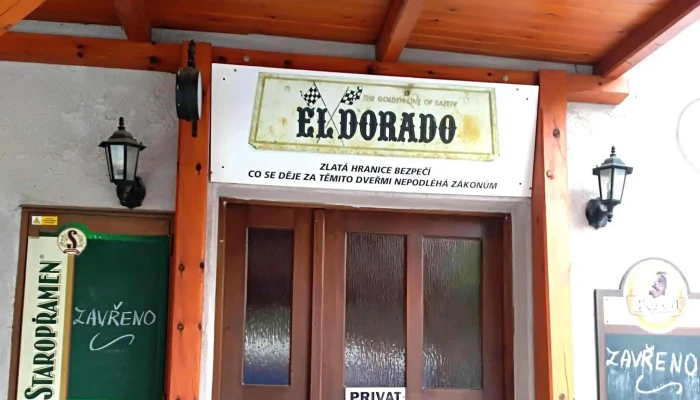 THE GOLDEN LINE OF SAFETY
EL DORADO
ZLATÁ HRANICE BEZPEČÍ
CO SE DĚJE ZA TĚMITO DVEŘMI NEPODLÉHÁ ZÁKONŮM
STAROPRAMEN
ZAVŘENO
ZAVŘENO
PRIVAT